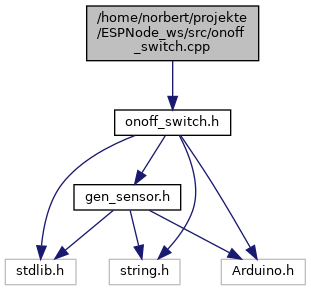 /home/norbert/projekte
/ESPNode_ws/src/onoff
_switch.cpp
onoff_switch.h
gen_sensor.h
stdlib.h
string.h
Arduino.h